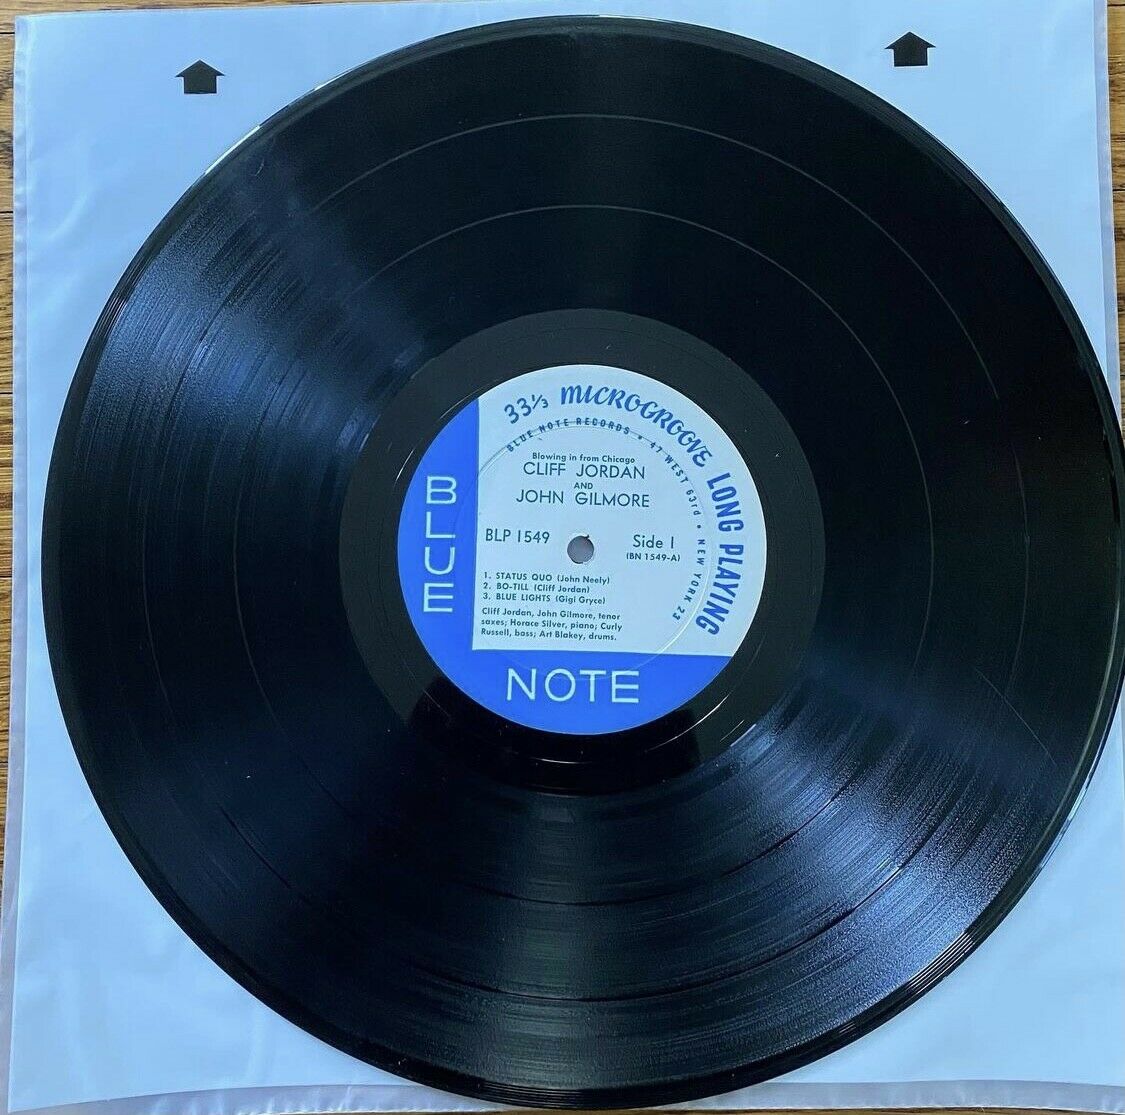 33⅓ MICROGROOVE LONG PLAYING
BLUE NOTE RECORDS • 47 WEST 63rd • NEW YORK 23
Blowing in from Chicago
CLIFF JORDAN
AND
JOHN GILMORE
BLP 1549
Side 1
(BN 1549-A)
1. STATUS QUO (John Neely)
2. BO-TILL (Cliff Jordan)
3. BLUE LIGHTS (Gigi Gryce)
Cliff Jordan, John Gilmore, tenor
saxes; Horace Silver, piano; Curly
Russell, bass; Art Blakey, drums.
BLUE
NOTE